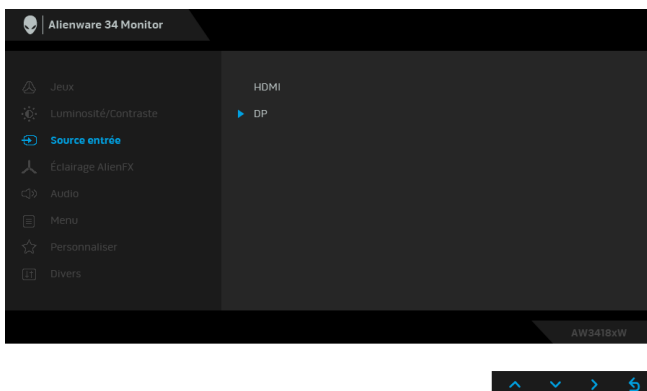 Alienware 34 Monitor
Jeux
Luminosité/Contraste
Source entrée
Éclairage AlienFX
Audio
Menu
Personnaliser
Divers
HDMI
DP
AW3418xW